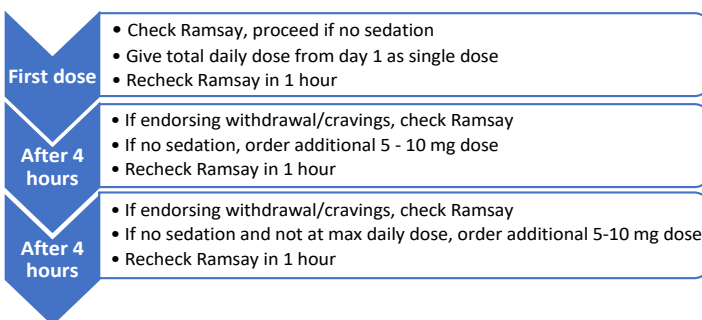 • Check Ramsay, proceed if no sedation
• Give total daily dose from day 1 as single dose
First dose
• Recheck Ramsay in 1 hour
• If endorsing withdrawal/cravings, check Ramsay
• If no sedation, order additional 5 - 10 mg dose
After 4
hours
• Recheck Ramsay in 1 hour
• If endorsing withdrawal/cravings, check Ramsay
• If no sedation and not at max daily dose, order additional 5-10 mg dose
After 4
hours
• Recheck Ramsay in 1 hour